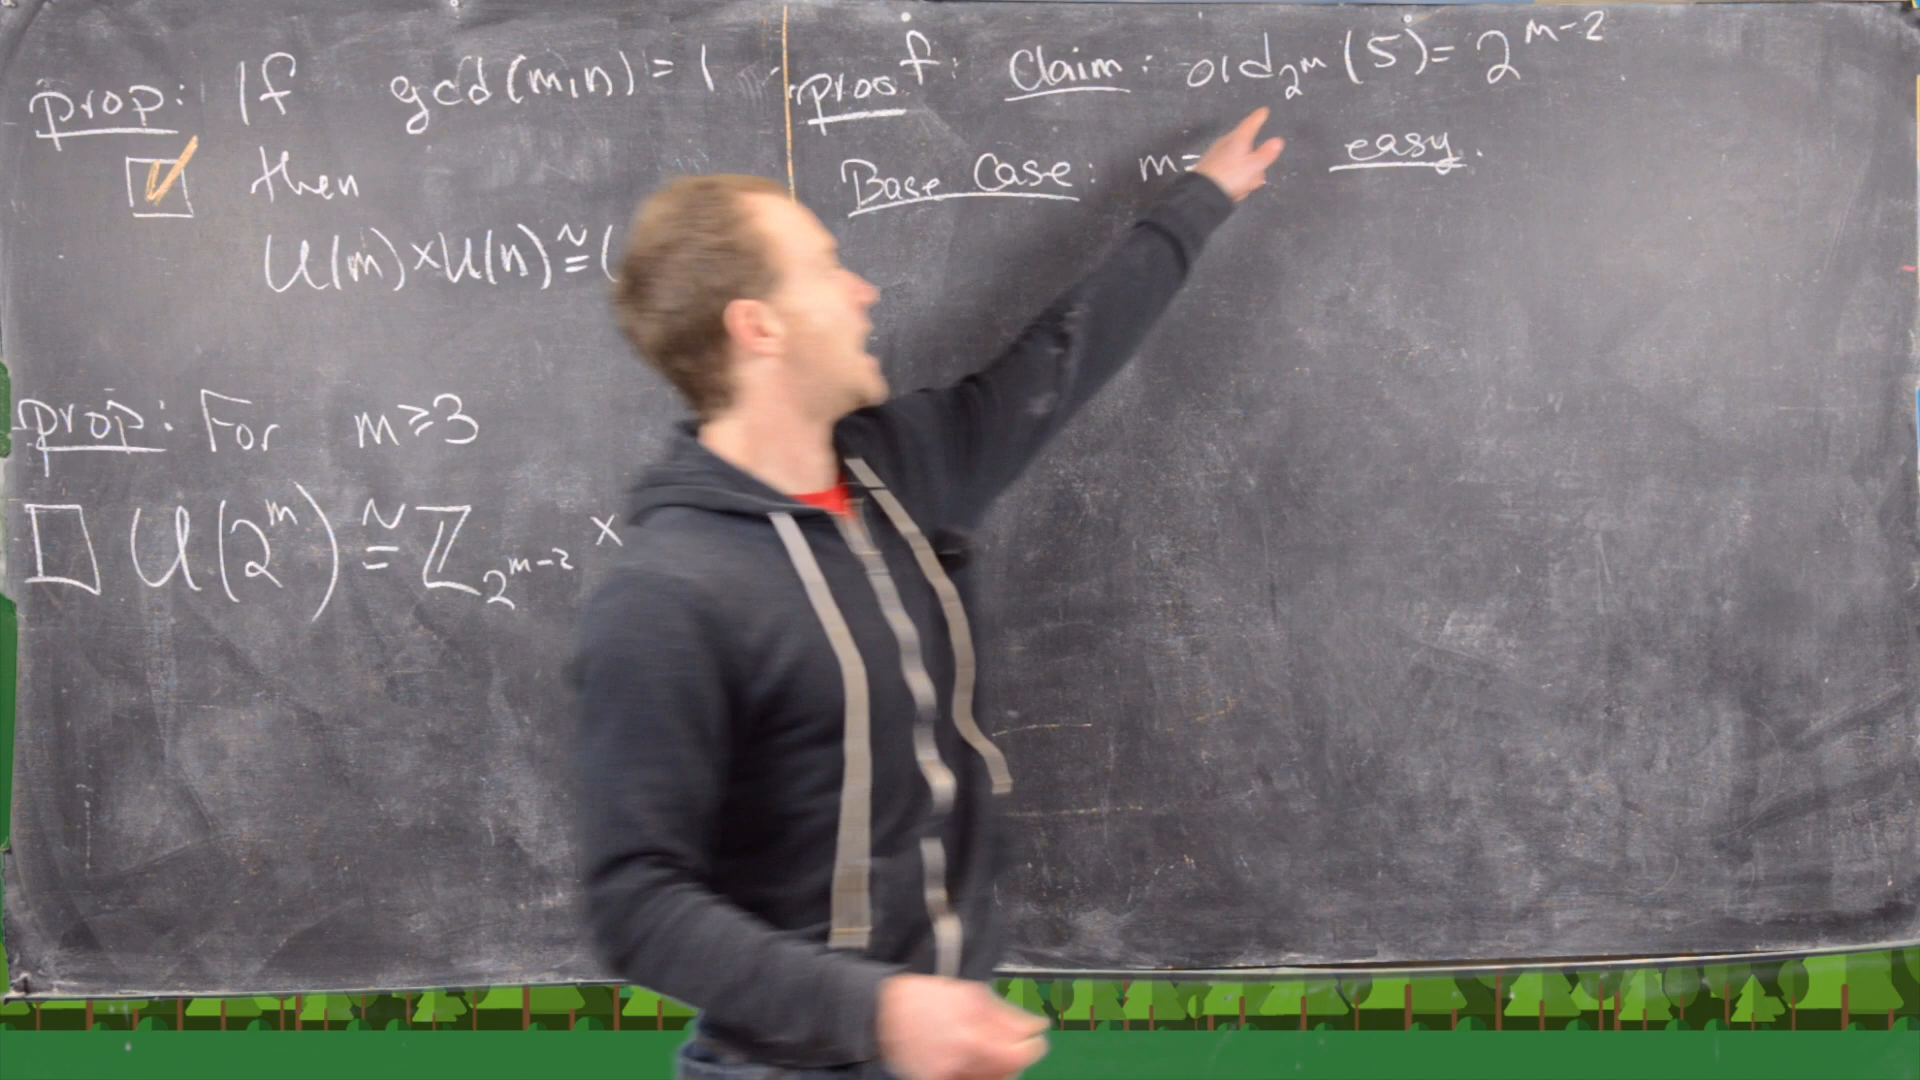 prop: If gcd(m,n) = 1
then
U(m)×U(n)≅(
prop: For m≥3
U(2^m) ≅ ℤ_{2^{m-2}} ×
proof: Claim: ord_{2^m}(5) = 2^{m-2}
Base Case: m= easy.